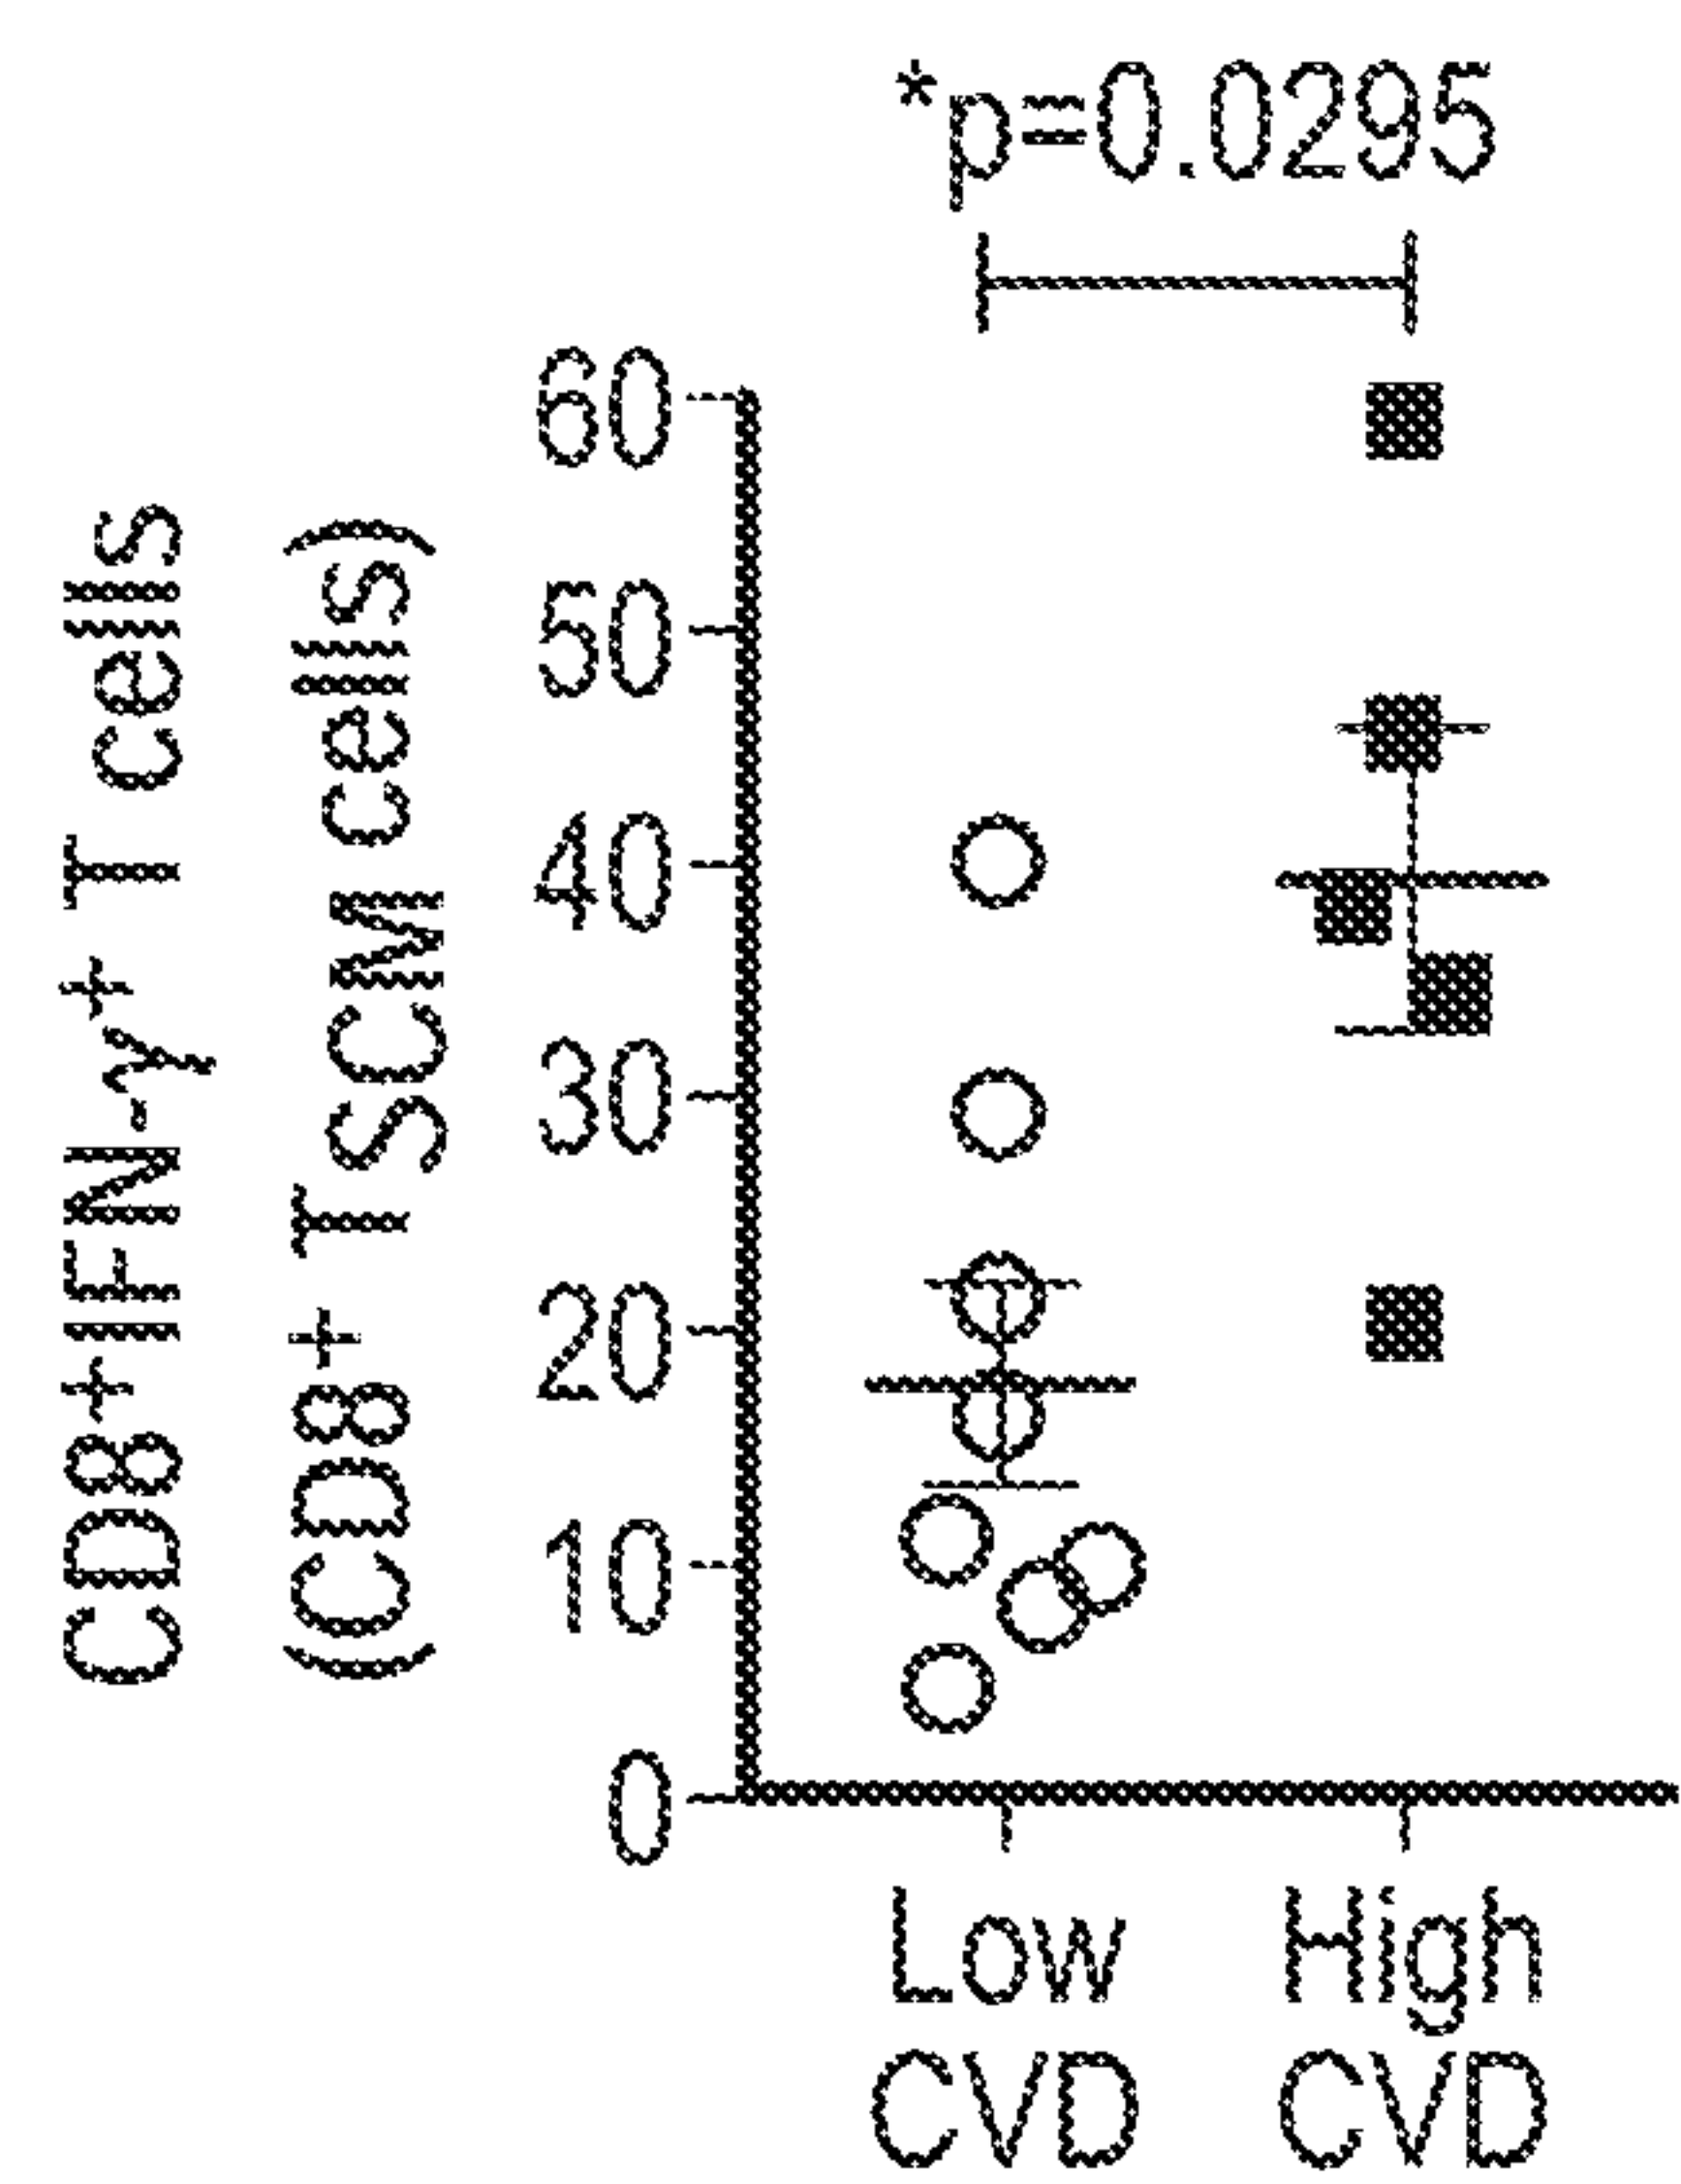 *p=0.0295
CD8+IFN-γ+ T cells
(CD8+ TSCM cells)
60
50
40
30
20
10
0
Low CVD
High CVD